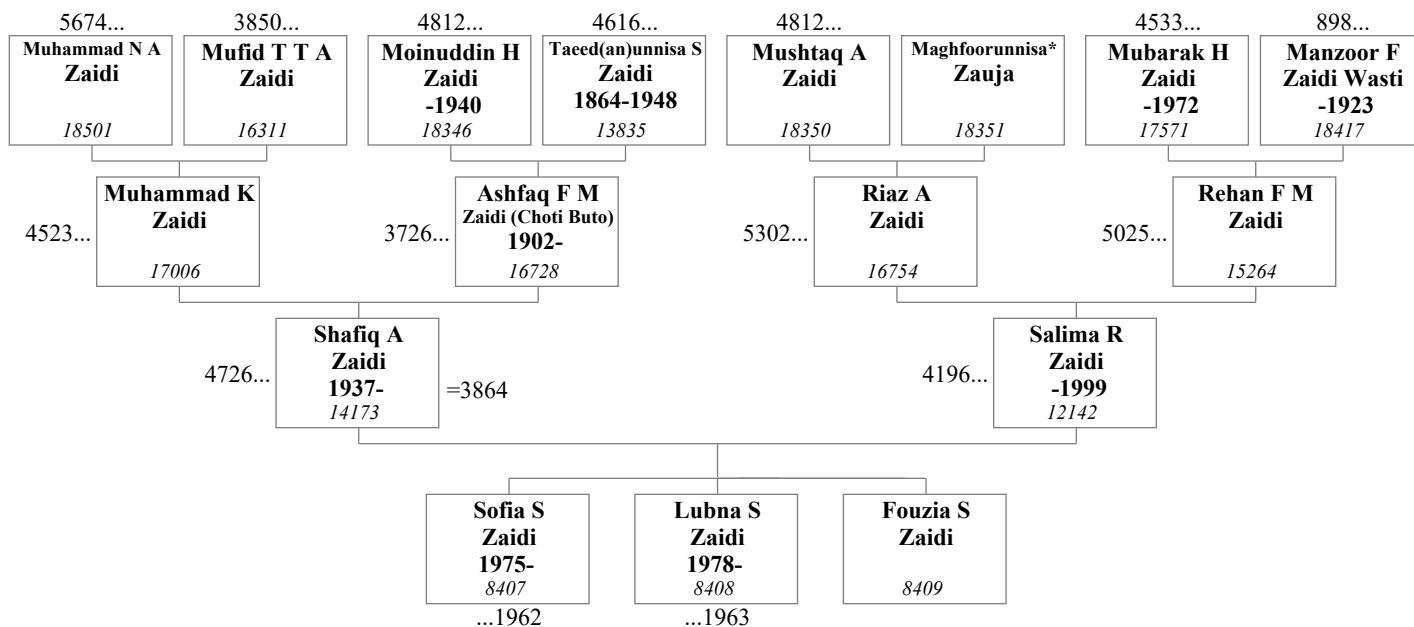 5674...
3850...
4812...
4616...
4812...
4533...
898...
Muhammad N A
Zaidi
18501
Mufid T T A
Zaidi
16311
Moinuddin H
Zaidi
-1940
18346
Taeed(an)unnisa S
Zaidi
1864-1948
13835
Mushtaq A
Zaidi
18350
Maghfoorunnisa*
Zauja
18351
Mubarak H
Zaidi
-1972
17571
Manzoor F
Zaidi Wasti
-1923
18417
4523...
Muhammad K
Zaidi
17006
3726...
Ashfaq F M
Zaidi (Choti Buto)
1902-
16728
5302...
Riaz A
Zaidi
16754
5025...
Rehan F M
Zaidi
15264
4726...
Shafiq A
Zaidi
1937-
14173
=3864
4196...
Salima R
Zaidi
-1999
12142
Sofia S
Zaidi
1975-
8407
...1962
Lubna S
Zaidi
1978-
8408
...1963
Fouzia S
Zaidi
8409